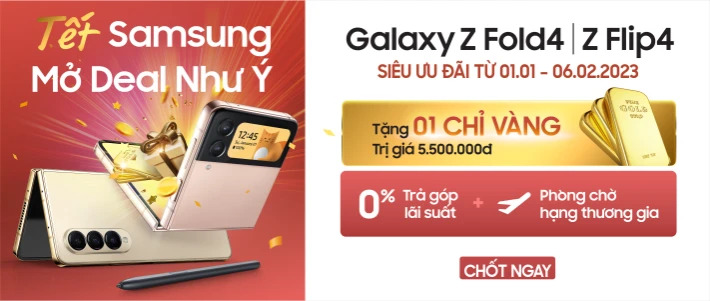 Tết Samsung
Mở Deal Như Ý
12:45
Galaxy Z Fold4 | Z Flip4
SIÊU ƯU ĐÃI TỪ 01.01 - 06.02.2023
Tặng 01 CHỈ VÀNG
Trị giá 5.500.000đ
GOLD
0% Trả góp
lãi suất
+
Phòng chờ
hạng thương gia
CHỐT NGAY